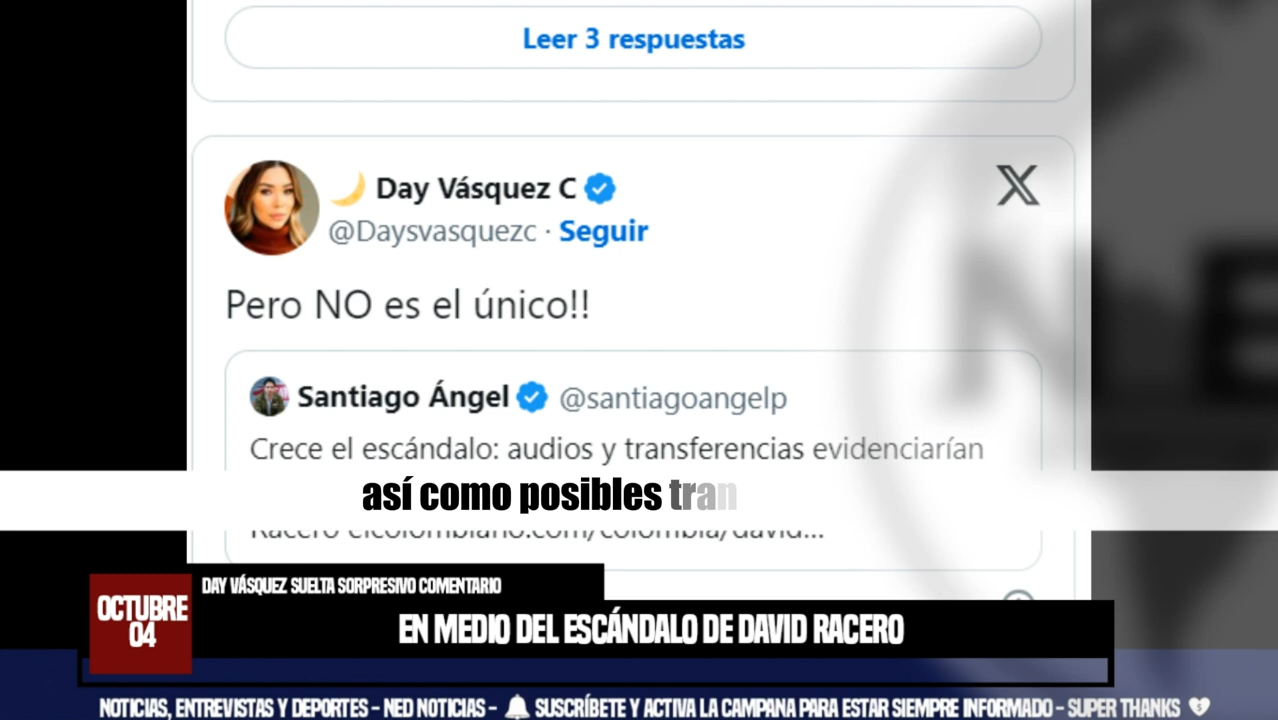 Leer 3 respuestas
🌙 Day Vásquez C
@Daysvasquezc · Seguir
Pero NO es el único!!
Santiago Ángel @santiagoangelp
Crece el escándalo: audios y transferencias evidenciarían
así como posibles tran
Racero elcolombiano.com/colombia/david...
DAY VÁSQUEZ SUELTA SORPRESIVO COMENTARIO
OCTUBRE
04
EN MEDIO DEL ESCÁNDALO DE DAVID RACERO
NOTICIAS, ENTREVISTAS Y DEPORTES - NED NOTICIAS - 🔔 SUSCRÍBETE Y ACTIVA LA CAMPANA PARA ESTAR SIEMPRE INFORMADO - SUPER THANKS